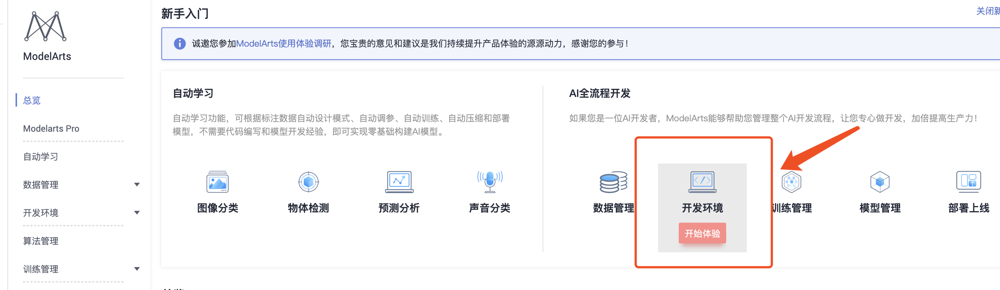 ModelArts
总览
Modelarts Pro
自动学习
数据管理
开发环境
算法管理
训练管理
新手入门
关闭新
诚邀您参加ModelArts使用体验调研，您宝贵的意见和建议是我们持续提升产品体验的源源动力，感谢您的参与！
自动学习
自动学习功能，可根据标注数据自动设计模式、自动调参、自动训练、自动压缩和部署
模型，不需要代码编写和模型开发经验，即可实现零基础构建AI模型。
图像分类
物体检测
预测分析
声音分类
AI全流程开发
如果您是一位AI开发者，ModelArts能够帮助您管理整个AI开发流程，让您专心做开发，加倍提高生产力！
数据管理
开发环境
开始体验
训练管理
模型管理
部署上线